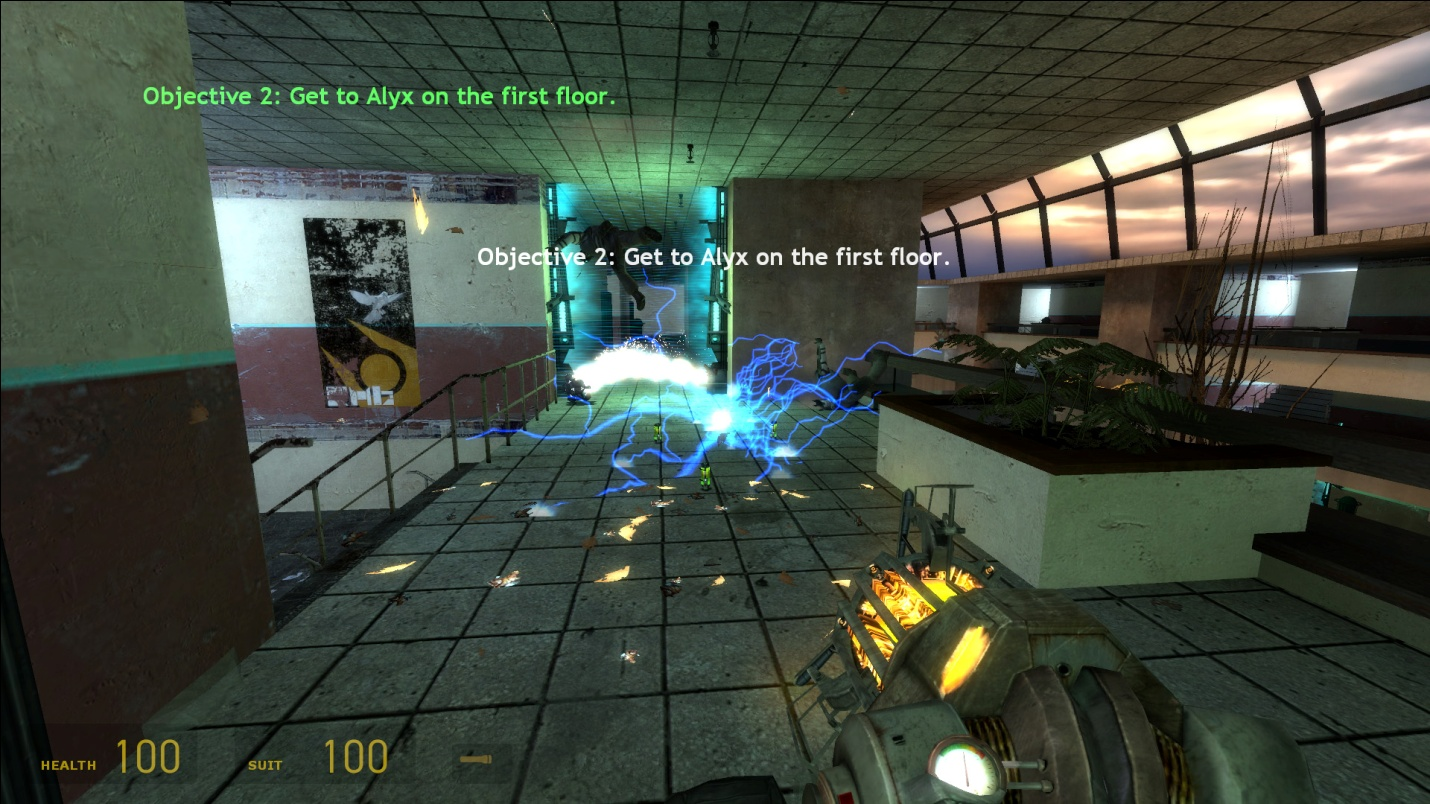 Objective 2: Get to Alyx on the first floor.
Objective 2: Get to Alyx on the first floor.
HEALTH 100 SUIT 100